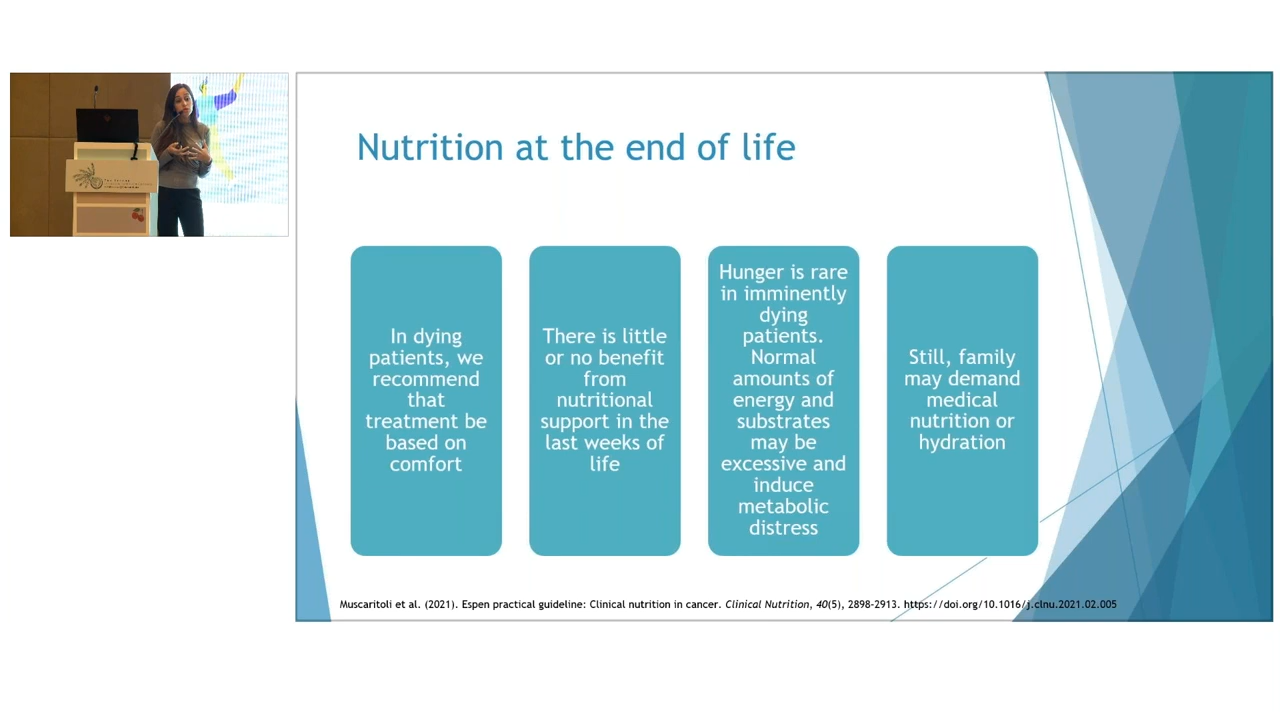 Nutrition at the end of life
In dying
patients, we
recommend
that
treatment be
based on
comfort
There is little
or no benefit
from
nutritional
support in the
last weeks of
life
Hunger is rare
in imminently
dying
patients.
Normal
amounts of
energy and
substrates
may be
excessive and
induce
metabolic
distress
Still, family
may demand
medical
nutrition or
hydration
Muscaritoli et al. (2021). Espen practical guideline: Clinical nutrition in cancer. Clinical Nutrition, 40(5), 2898-2913. https://doi.org/10.1016/j.clnu.2021.02.005